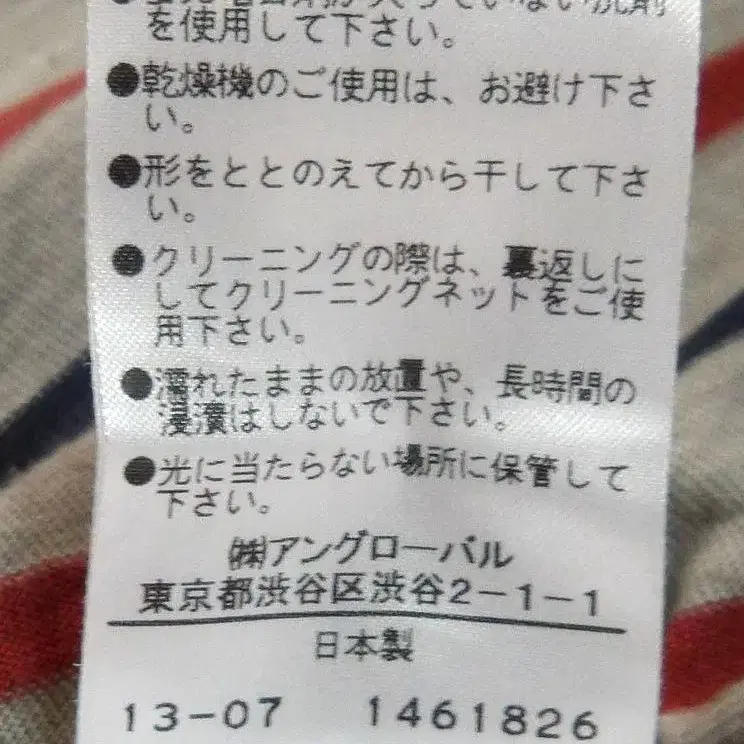 い洗剤
を使用して下さい。
●乾燥機のご使用は、お避け下さ
い。
●形をととのえてから干して下さ
い。
●クリーニングの際は、裏返しに
してクリーニングネットをご使
用下さい。
●濡れたままの放置や、長時間の
浸漬はしないで下さい。
●光に当たらない場所に保管して
下さい。
㈱アングローバル
東京都渋谷区渋谷2-1-1
日本製
13-07 1461826